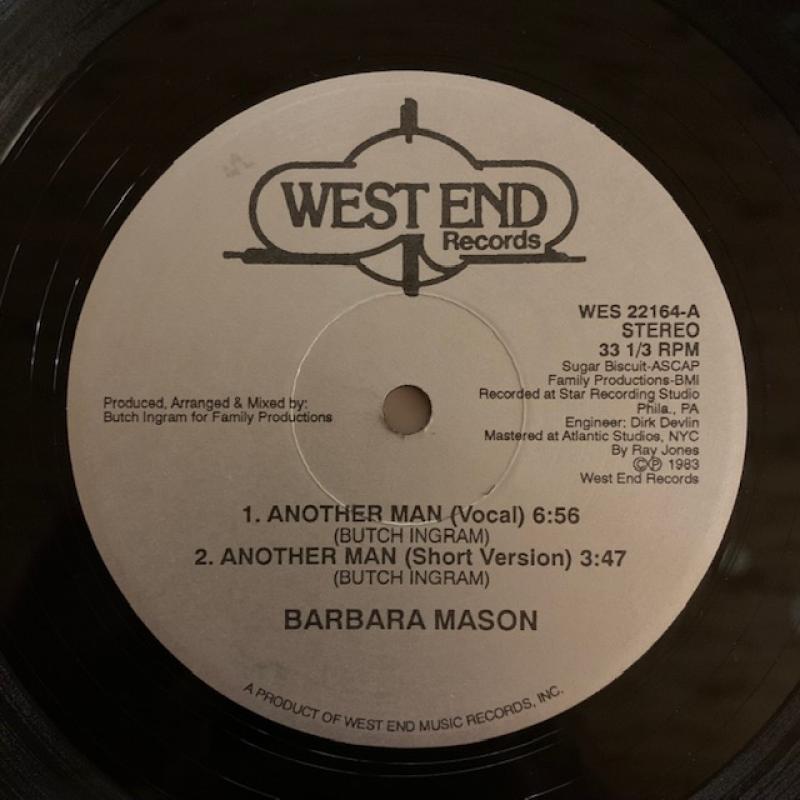 WEST END
Records
WES 22164-A
STEREO
33 1/3 RPM
Sugar Biscuit-ASCAP
Family Productions-BMI
Recorded at Star Recording Studio
Phila., PA
Engineer: Dirk Devlin
Mastered at Atlantic Studios, NYC
By Ray Jones
©℗ 1983
West End Records
Produced, Arranged & Mixed by:
Butch Ingram for Family Productions
1. ANOTHER MAN (Vocal) 6:56
(BUTCH INGRAM)
2. ANOTHER MAN (Short Version) 3:47
(BUTCH INGRAM)
BARBARA MASON
A PRODUCT OF WEST END MUSIC RECORDS, INC.